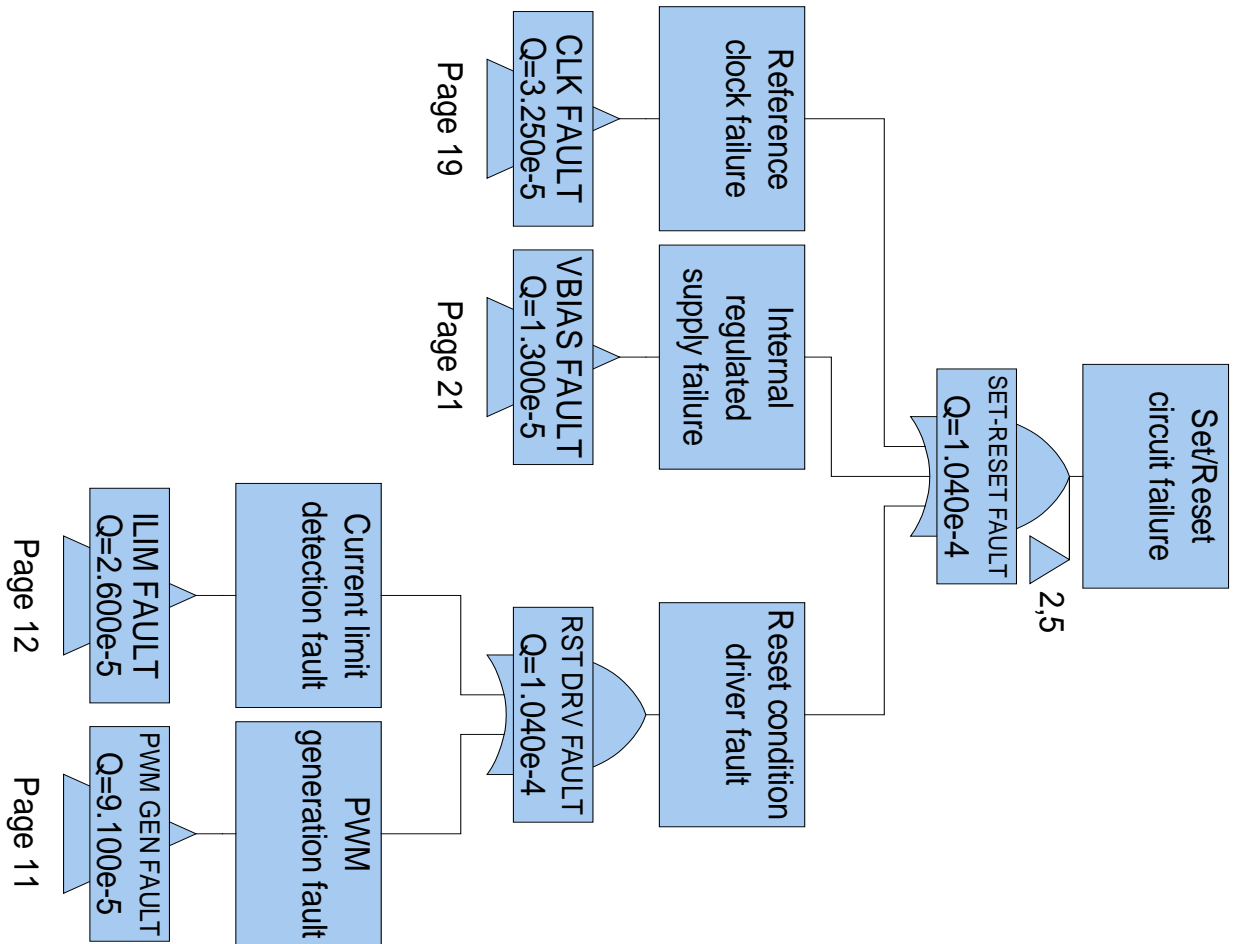 Set/Reset
circuit failure
SET-RESET FAULT
Q=1.040e-4
2,5
Reference
clock failure
CLK FAULT
Q=3.250e-5
Page 19
Internal
regulated
supply failure
VBIAS FAULT
Q=1.300e-5
Page 21
Reset condition
driver fault
RST DRV FAULT
Q=1.040e-4
Current limit
detection fault
ILIM FAULT
Q=2.600e-5
Page 12
PWM
generation fault
PWM GEN FAULT
Q=9.100e-5
Page 11